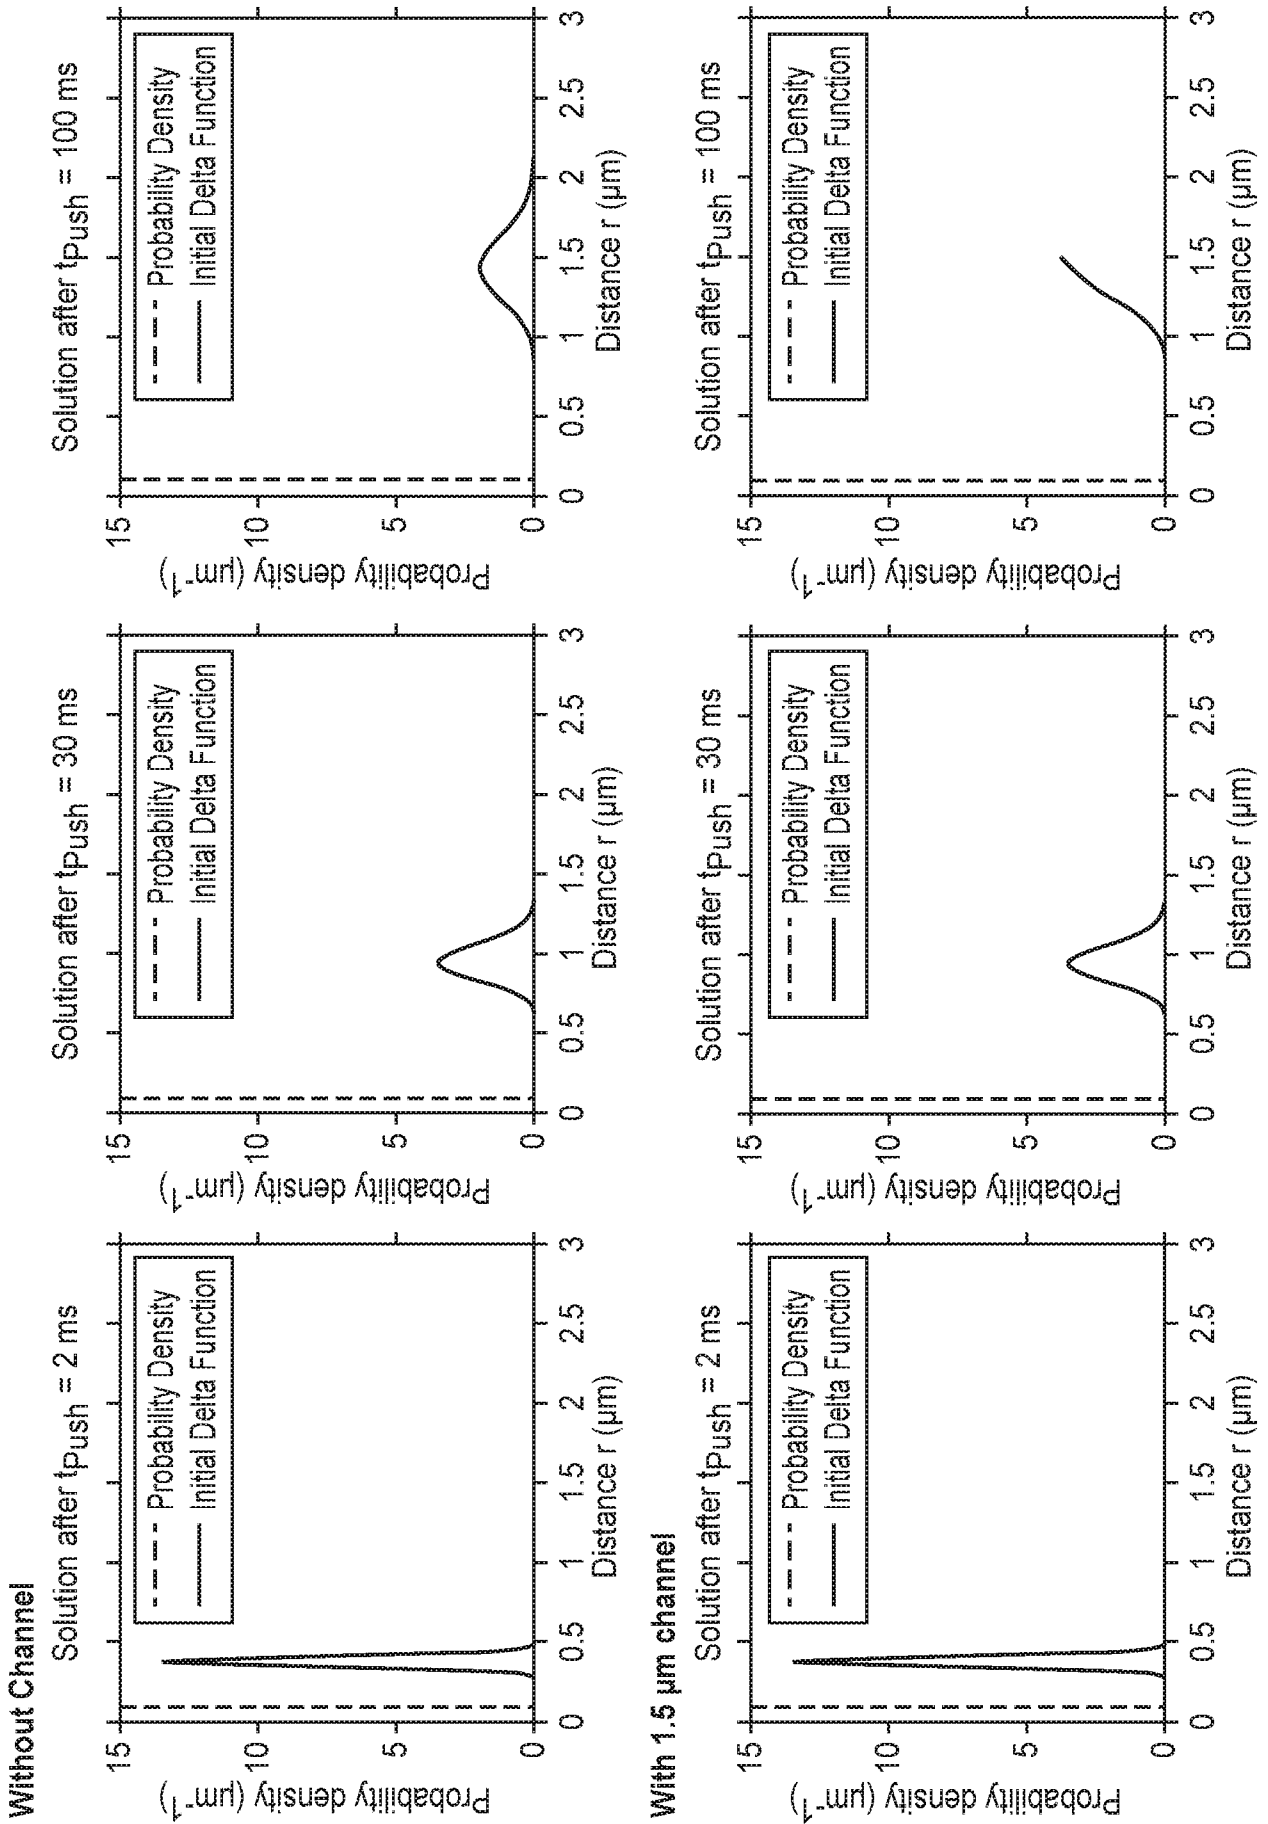 Without Channel
Solution after tPush = 2 ms
Probability density (µm-1)
15
10
5
0
Probability Density
Initial Delta Function
0 0.5 1 1.5 2 2.5 3
Distance r (µm)
Solution after tPush = 30 ms
Probability density (µm-1)
15
10
5
0
Probability Density
Initial Delta Function
0 0.5 1 1.5 2 2.5 3
Distance r (µm)
Solution after tPush = 100 ms
Probability density (µm-1)
15
10
5
0
Probability Density
Initial Delta Function
0 0.5 1 1.5 2 2.5 3
Distance r (µm)
With 1.5 µm channel
Solution after tPush = 2 ms
Probability density (µm-1)
15
10
5
0
Probability Density
Initial Delta Function
0 0.5 1 1.5 2 2.5 3
Distance r (µm)
Solution after tPush = 30 ms
Probability density (µm-1)
15
10
5
0
Probability Density
Initial Delta Function
0 0.5 1 1.5 2 2.5 3
Distance r (µm)
Solution after tPush = 100 ms
Probability density (µm-1)
15
10
5
0
Probability Density
Initial Delta Function
0 0.5 1 1.5 2 2.5 3
Distance r (µm)